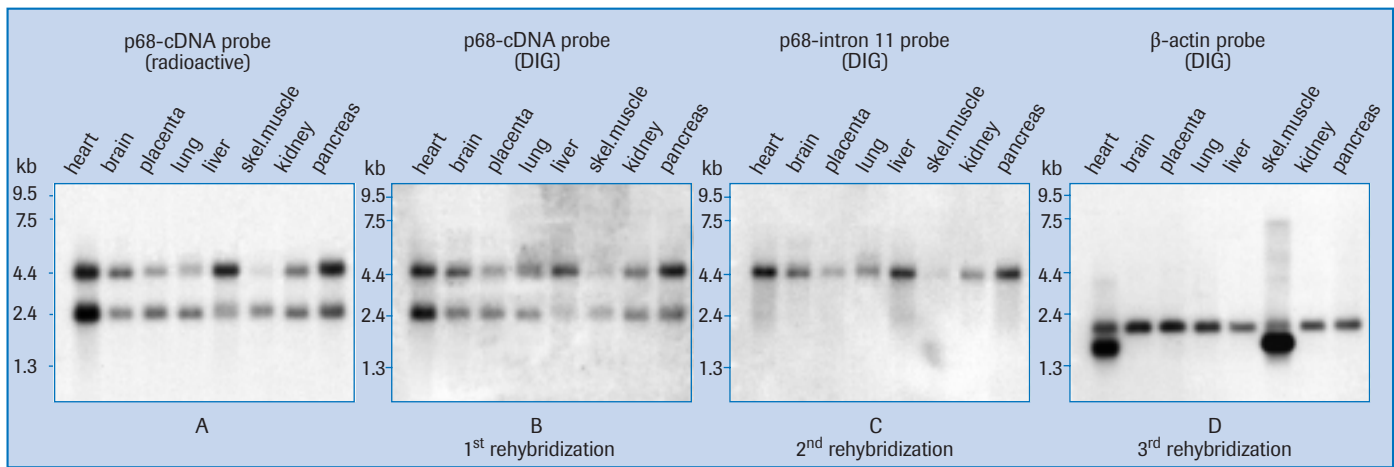 p68-cDNA probe
(radioactive)
heart
brain
placenta
lung
liver
skel.muscle
kidney
pancreas
kb
9.5
7.5
4.4
2.4
1.3
A
p68-cDNA probe
(DIG)
heart
brain
placenta
lung
liver
skel.muscle
kidney
pancreas
kb
9.5
7.5
4.4
2.4
1.3
B
1st rehybridization
p68-intron 11 probe
(DIG)
heart
brain
placenta
lung
liver
skel.muscle
kidney
pancreas
kb
9.5
7.5
4.4
2.4
1.3
C
2nd rehybridization
β-actin probe
(DIG)
heart
brain
placenta
lung
liver
skel.muscle
kidney
pancreas
kb
9.5
7.5
4.4
2.4
1.3
D
3rd rehybridization